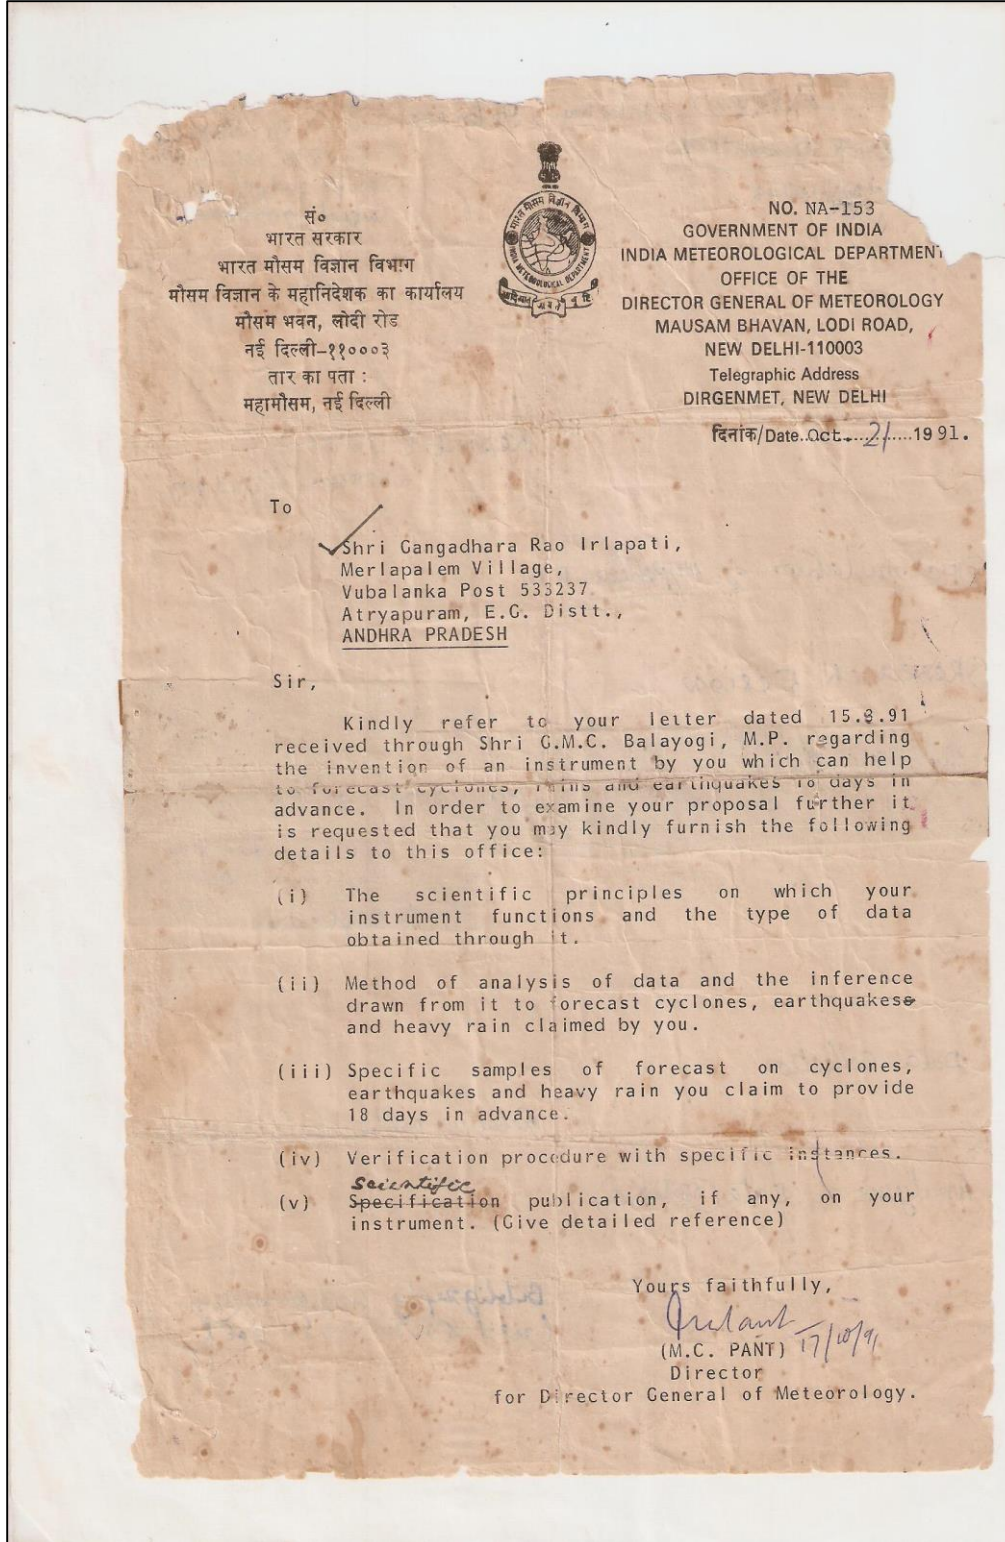 सं०
भारत सरकार
भारत मौसम विज्ञान विभाग
मौसम विज्ञान के महानिदेशक का कार्यालय
मौसम भवन, लोदी रोड
नई दिल्ली-११०००३
तार का पता :
महामौसम, नई दिल्ली
भारत मौसम विज्ञान विभाग
INDIA METEOROLOGICAL DEPARTMENT
NO. NA-153
GOVERNMENT OF INDIA
INDIA METEOROLOGICAL DEPARTMENT
OFFICE OF THE
DIRECTOR GENERAL OF METEOROLOGY
MAUSAM BHAVAN, LODI ROAD,
NEW DELHI-110003
Telegraphic Address
DIRGENMET, NEW DELHI
दिनांक/Date..Oct.....21.....1991.
To
Shri Gangadhara Rao Irlapati,
Merlapalem Village,
Vubalanka Post 533237
Atryapuram, E.G. Distt.,
ANDHRA PRADESH
Sir,
Kindly refer to your letter dated 15.8.91
received through Shri G.M.C. Balayogi, M.P. regarding
the invention of an instrument by you which can help
to forecast cyclones, rains and earthquakes 18 days in
advance. In order to examine your proposal further it
is requested that you may kindly furnish the following
details to this office:
(i) The scientific principles on which your
instrument functions and the type of data
obtained through it.
(ii) Method of analysis of data and the inference
drawn from it to forecast cyclones, earthquakes
and heavy rain claimed by you.
(iii) Specific samples of forecast on cyclones,
earthquakes and heavy rain you claim to provide
18 days in advance.
(iv) Verification procedure with specific instances.
Scientific
(v) Specification publication, if any, on your
instrument. (Give detailed reference)
Yours faithfully,
17/10/91
(M.C. PANT)
Director
for Director General of Meteorology.